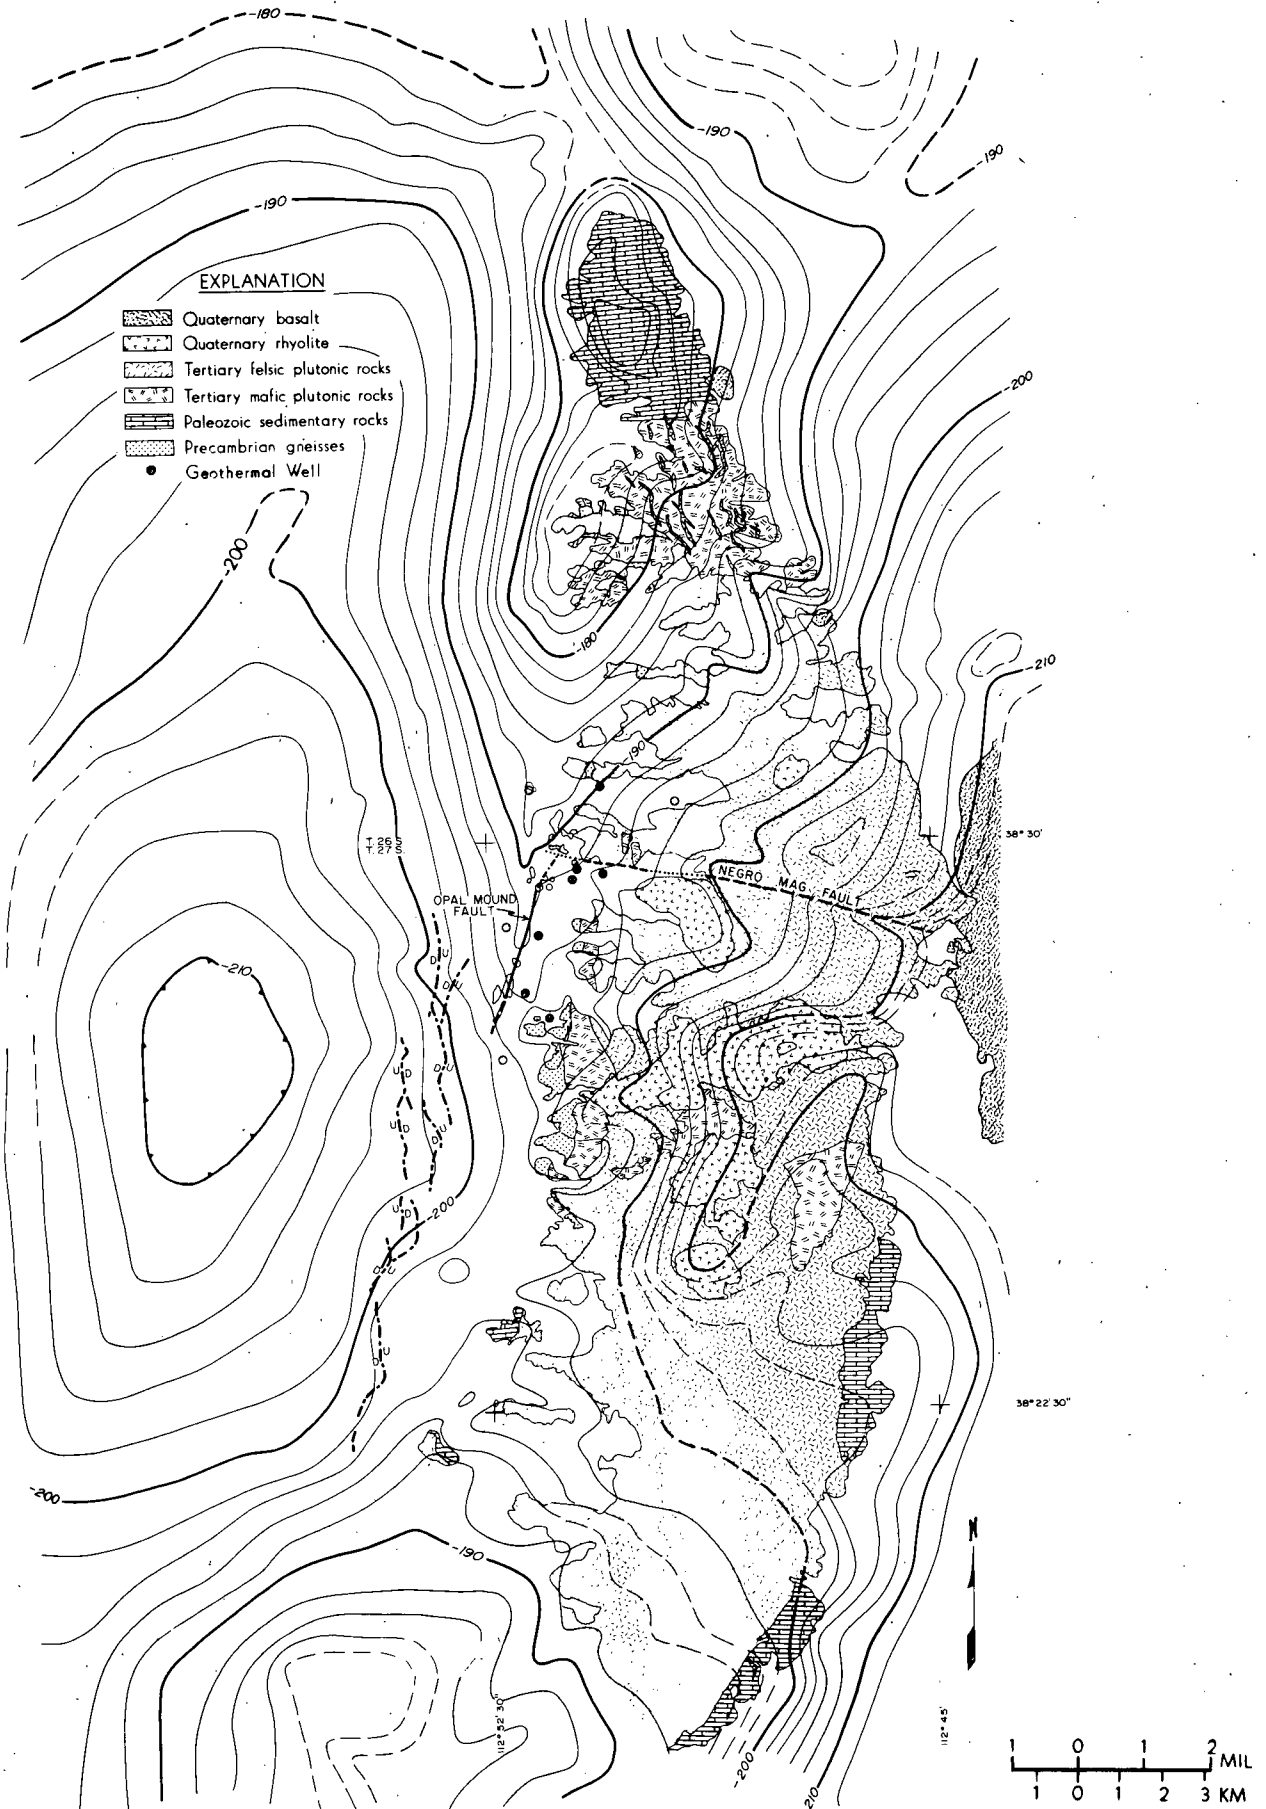 -180
-190
-190
-190
EXPLANATION
Quaternary basalt
Quaternary rhyolite
Tertiary felsic plutonic rocks
Tertiary mafic plutonic rocks
Paleozoic sedimentary rocks
Precambrian gneisses
Geothermal Well
-200
-200
-180
-210
-190
T. 26 S.
T. 27 S.
38° 30'
NEGRO MAG FAULT
OPAL MOUND
FAULT
D U
D U
-210
U D
D U
U D
D U
-200
U D
D U
D U
38° 22' 30"
-200
N
-190
112° 52' 30"
112° 45'
-200
210
1 0 1 2 MIL
1 0 1 2 3 KM